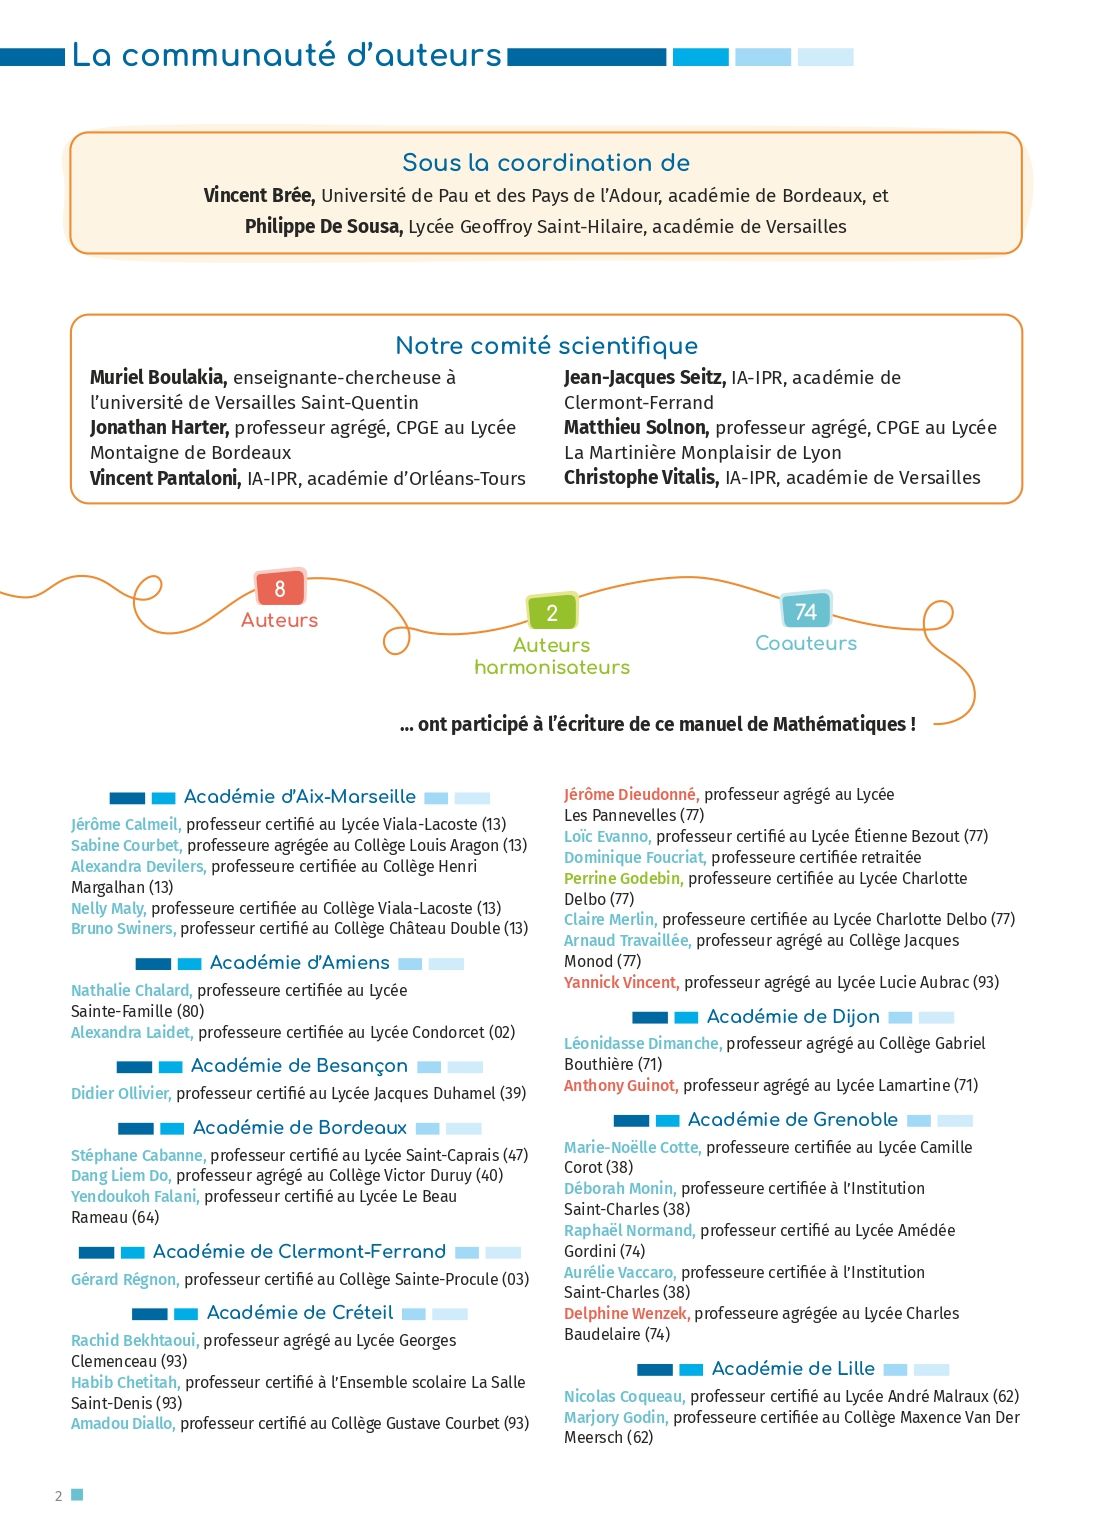 La communauté d'auteurs
Sous la coordination de
Vincent Brée, Université de Pau et des Pays de l'Adour, académie de Bordeaux, et
Philippe De Sousa, Lycée Geoffroy Saint-Hilaire, académie de Versailles
Notre comité scientifique
Muriel Boulakia, enseignante-chercheuse à
l'université de Versailles Saint-Quentin
Jonathan Harter, professeur agrégé, CPGE au Lycée
Montaigne de Bordeaux
Vincent Pantaloni, IA-IPR, académie d'Orléans-Tours
Jean-Jacques Seitz, IA-IPR, académie de
Clermont-Ferrand
Matthieu Solnon, professeur agrégé, CPGE au Lycée
La Martinière Monplaisir de Lyon
Christophe Vitalis, IA-IPR, académie de Versailles
8
Auteurs
2
Auteurs
harmonisateurs
74
Coauteurs
... ont participé à l'écriture de ce manuel de Mathématiques !
Académie d'Aix-Marseille
Jérôme Calmeil, professeur certifié au Lycée Viala-Lacoste (13)
Sabine Courbet, professeure agrégée au Collège Louis Aragon (13)
Alexandra Devilers, professeure certifiée au Collège Henri
Margalhan (13)
Nelly Maly, professeure certifiée au Collège Viala-Lacoste (13)
Bruno Swiners, professeur certifié au Collège Château Double (13)
Académie d'Amiens
Nathalie Chalard, professeure certifiée au Lycée
Sainte-Famille (80)
Alexandra Laidet, professeure certifiée au Lycée Condorcet (02)
Académie de Besançon
Didier Ollivier, professeur certifié au Lycée Jacques Duhamel (39)
Académie de Bordeaux
Stéphane Cabanne, professeur certifié au Lycée Saint-Caprais (47)
Dang Liem Do, professeur agrégé au Collège Victor Duruy (40)
Yendoukoh Falani, professeur certifié au Lycée Le Beau
Rameau (64)
Académie de Clermont-Ferrand
Gérard Régnon, professeur certifié au Collège Sainte-Procule (03)
Académie de Créteil
Rachid Bekhtaoui, professeur agrégé au Lycée Georges
Clemenceau (93)
Habib Chetitah, professeur certifié à l'Ensemble scolaire La Salle
Saint-Denis (93)
Amadou Diallo, professeur certifié au Collège Gustave Courbet (93)
Jérôme Dieudonné, professeur agrégé au Lycée
Les Pannevelles (77)
Loïc Evanno, professeur certifié au Lycée Étienne Bezout (77)
Dominique Foucriat, professeure certifiée retraitée
Perrine Godebin, professeure certifiée au Lycée Charlotte
Delbo (77)
Claire Merlin, professeure certifiée au Lycée Charlotte Delbo (77)
Arnaud Travaillée, professeur agrégé au Collège Jacques
Monod (77)
Yannick Vincent, professeur agrégé au Lycée Lucie Aubrac (93)
Académie de Dijon
Léonidasse Dimanche, professeur agrégé au Collège Gabriel
Bouthière (71)
Anthony Guinot, professeur agrégé au Lycée Lamartine (71)
Académie de Grenoble
Marie-Noëlle Cotte, professeure certifiée au Lycée Camille
Corot (38)
Déborah Monin, professeure certifiée à l'Institution
Saint-Charles (38)
Raphaël Normand, professeur certifié au Lycée Amédée
Gordini (74)
Aurélie Vaccaro, professeure certifiée à l'Institution
Saint-Charles (38)
Delphine Wenzek, professeure agrégée au Lycée Charles
Baudelaire (74)
Académie de Lille
Nicolas Coqueau, professeur certifié au Lycée André Malraux (62)
Marjory Godin, professeure certifiée au Collège Maxence Van Der
Meersch (62)
2